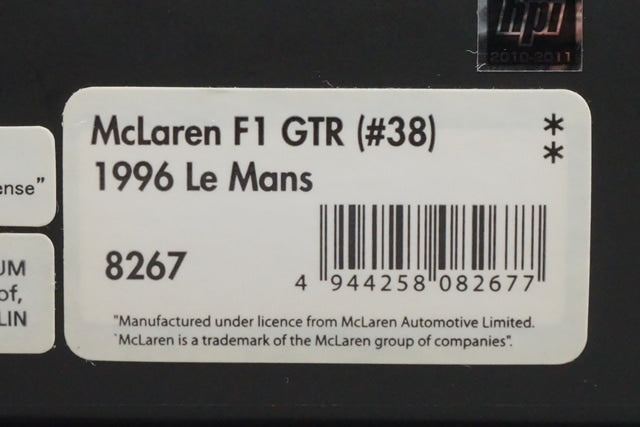 hpi
2010-2011
McLaren F1 GTR (#38) **
1996 Le Mans
8267
4 944258 082677
"Manufactured under licence from McLaren Automotive Limited.
`McLaren is a trademark of the McLaren group of companies".
ense"
UM
of,
LIN